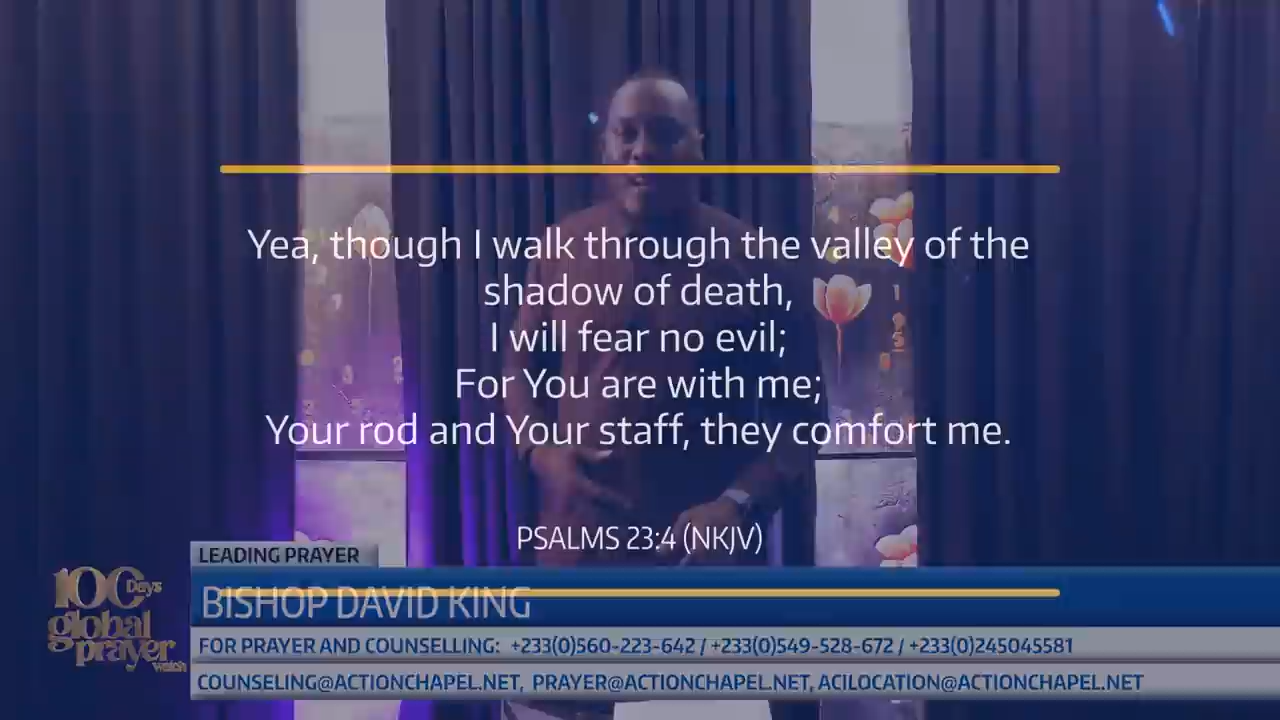 Yea, though I walk through the valley of the
shadow of death,
I will fear no evil;
For You are with me;
Your rod and Your staff, they comfort me.
PSALMS 23:4 (NKJV)
LEADING PRAYER
BISHOP DAVID KING
100 Days
global
prayer
watch
FOR PRAYER AND COUNSELLING: +233(0)560-223-642 / +233(0)549-528-672 / +233(0)245045581
COUNSELING@ACTIONCHAPEL.NET, PRAYER@ACTIONCHAPEL.NET, ACILOCATION@ACTIONCHAPEL.NET